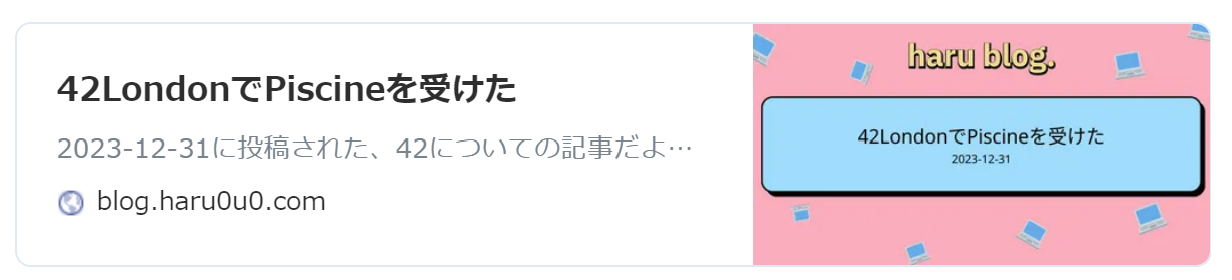 42LondonでPiscineを受けた
2023-12-31に投稿された、42についての記事だよ…
blog.haru0u0.com
haru blog.
42LondonでPiscineを受けた
2023-12-31